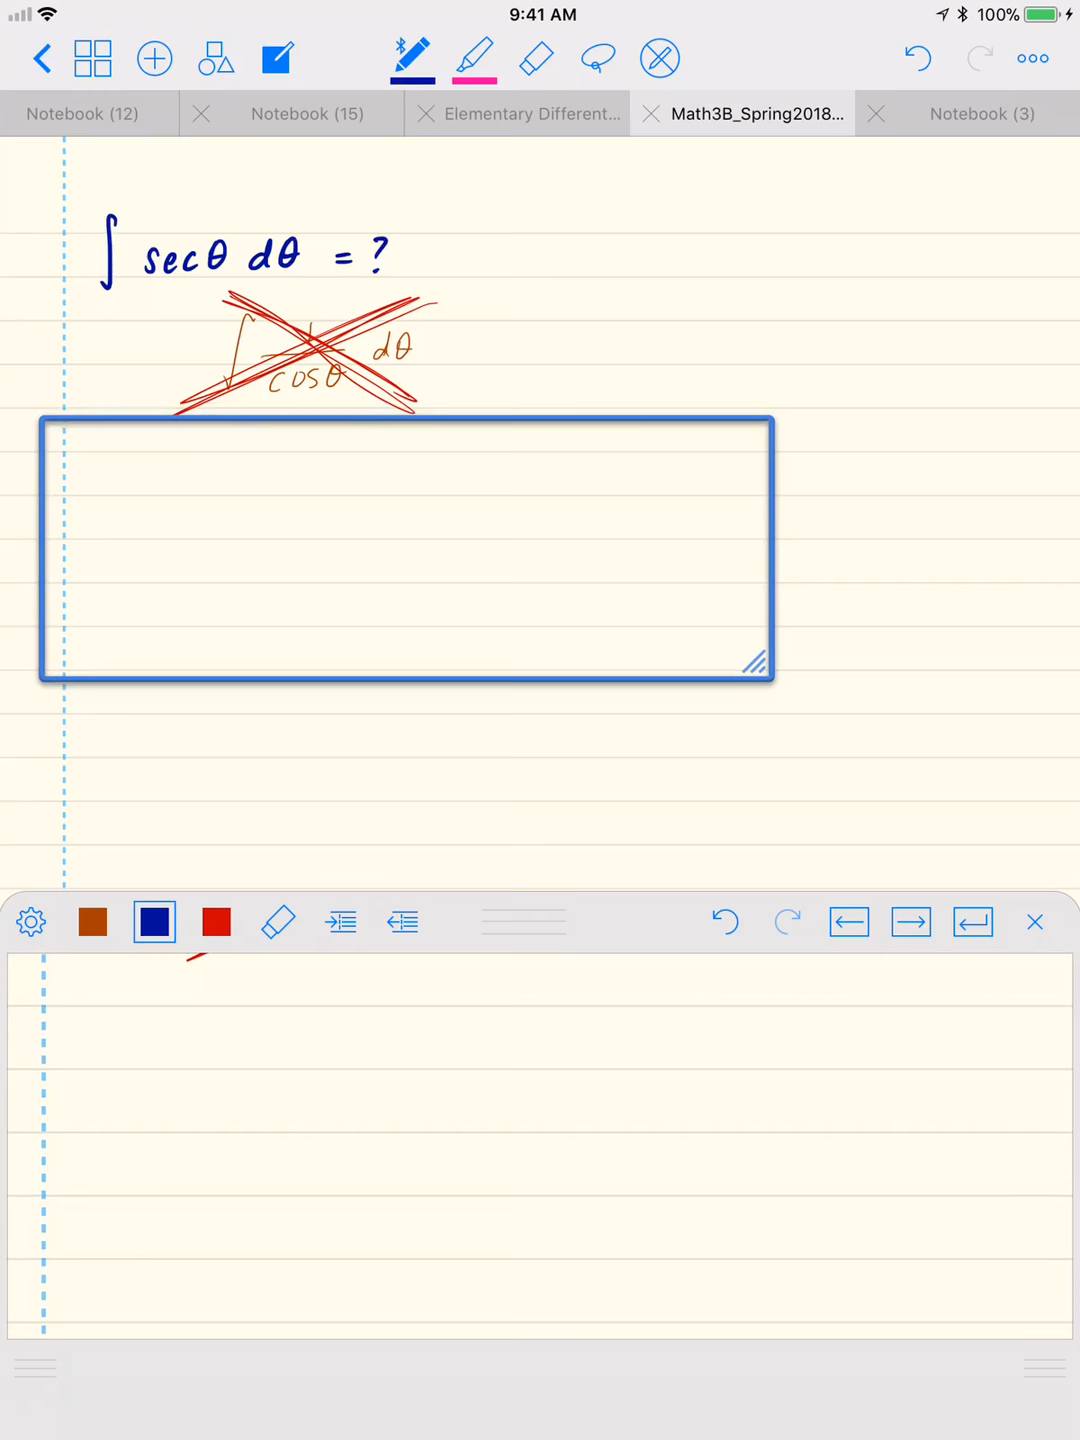 9:41 AM 100%
Notebook (12) Notebook (15) Elementary Different... Math3B_Spring2018... Notebook (3)
∫ secθ dθ = ?
∫ 1/cosθ dθ